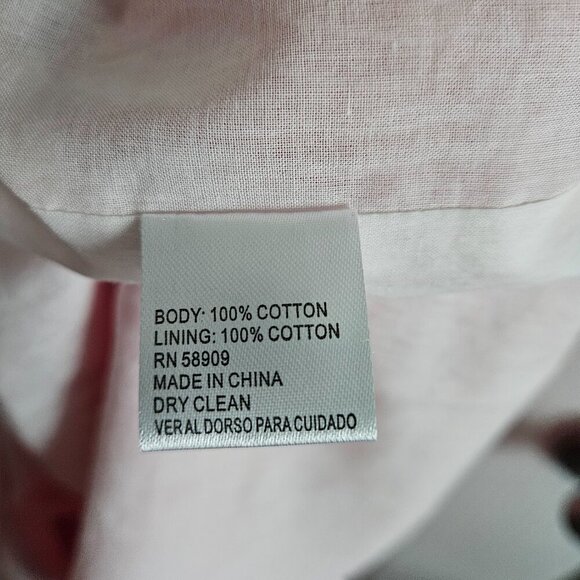 BODY: 100% COTTON
LINING: 100% COTTON
RN 58909
MADE IN CHINA
DRY CLEAN
VER AL DORSO PARA CUIDADO